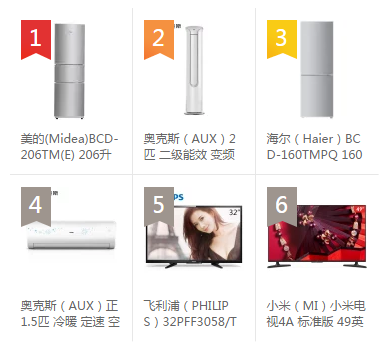 1
美的(Midea)BCD-
206TM(E) 206升
2
奥克斯（AUX）2
匹 二级能效 变频
3
海尔（Haier）BC
D-160TMPQ 160
4
奥克斯（AUX）正
1.5匹 冷暖 定速 空
5
PS
32"
飞利浦（PHILIP
S）32PFF3058/T
6
49"
小米（MI）小米电
视4A 标准版 49英